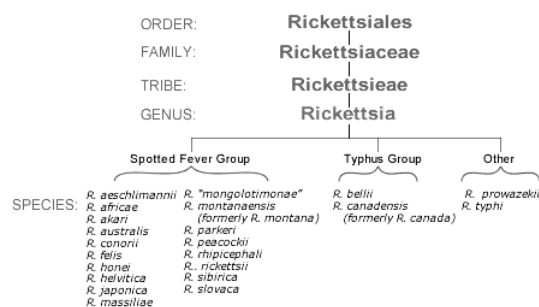 ORDER: Rickettsiales
FAMILY: Rickettsiaceae
TRIBE: Rickettsieae
GENUS: Rickettsia
Spotted Fever Group
Typhus Group
Other
SPECIES:
R. aeschlimannii
R. africae
R. akari
R. australis
R. conorii
R. felis
R. honei
R. helvitica
R. japonica
R. massiliae
R. "mongolotimonae"
R. montanaensis
(formerly R. montana)
R. parkeri
R. peacockii
R. rhipicephali
R.. rickettsii
R. sibirica
R. slovaca
R. bellii
R. canadensis
(formerly R. canada)
R. prowazekii
R. typhi